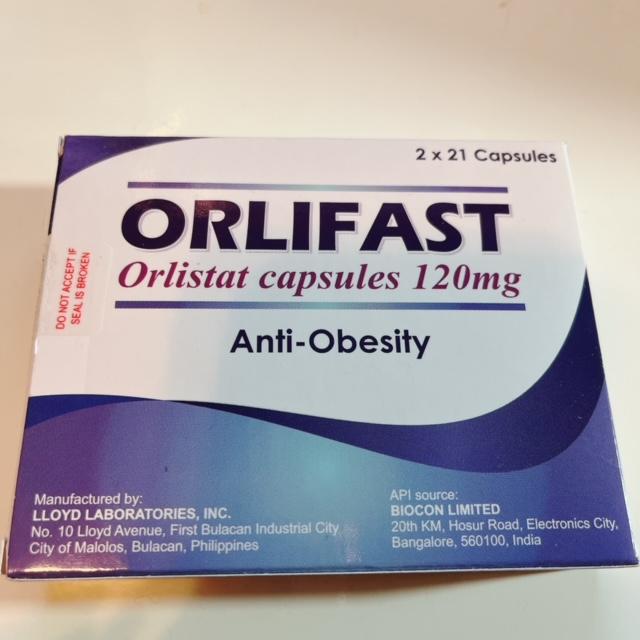 2 x 21 Capsules
ORLIFAST
Orlistat capsules 120mg
DO NOT ACCEPT IF
SEAL IS BROKEN
Anti-Obesity
Manufactured by:
LLOYD LABORATORIES, INC.
No. 10 Lloyd Avenue, First Bulacan Industrial City
City of Malolos, Bulacan, Philippines
API source:
BIOCON LIMITED
20th KM, Hosur Road, Electronics City,
Bangalore, 560100, India